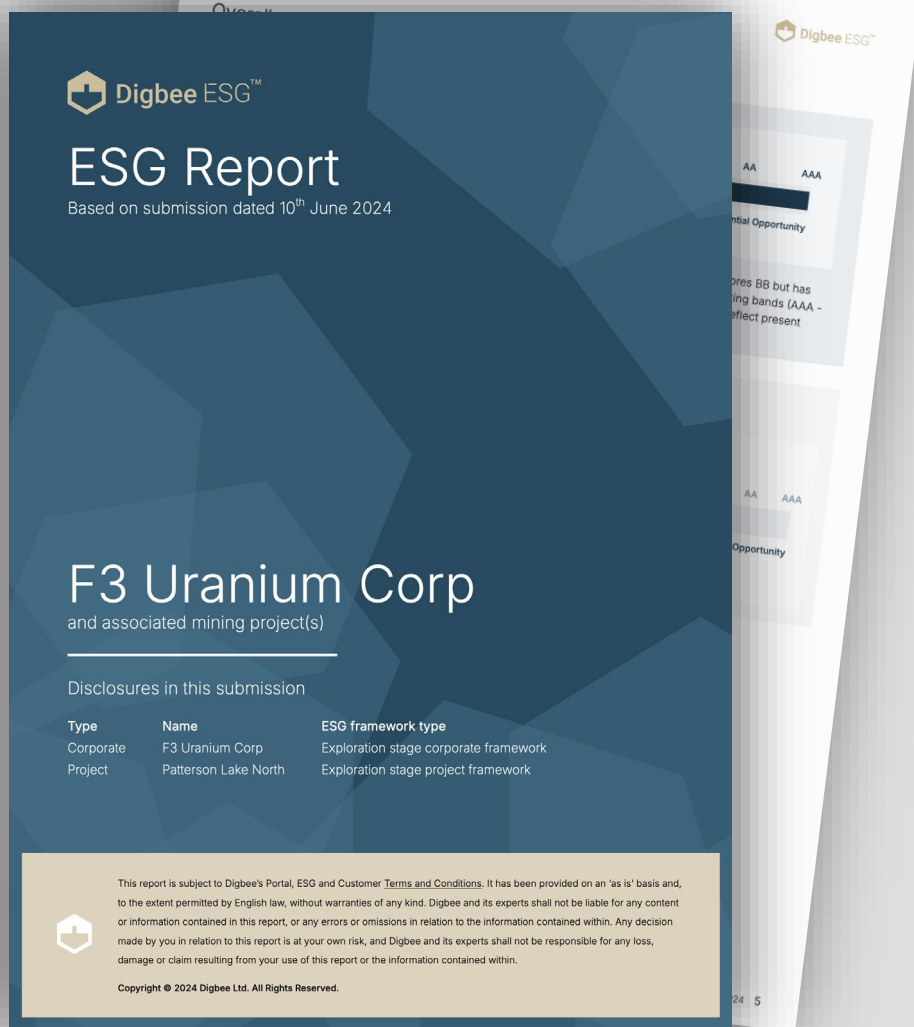 Digbee ESG™
ESG Report
Based on submission dated 10th June 2024
F3 Uranium Corp
and associated mining project(s)
Disclosures in this submission
Type Name ESG framework type
Corporate F3 Uranium Corp Exploration stage corporate framework
Project Patterson Lake North Exploration stage project framework
This report is subject to Digbee's Portal, ESG and Customer Terms and Conditions. It has been provided on an 'as is' basis and,
to the extent permitted by English law, without warranties of any kind. Digbee and its experts shall not be liable for any content
or information contained in this report, or any errors or omissions in relation to the information contained within. Any decision
made by you in relation to this report is at your own risk, and Digbee and its experts shall not be responsible for any loss,
damage or claim resulting from your use of this report or the information contained within.
Copyright © 2024 Digbee Ltd. All Rights Reserved.
Digbee ESG™
AA AAA
Opportunity
BB but has
bands (AAA -
present
AA AAA
Opportunity
24 5